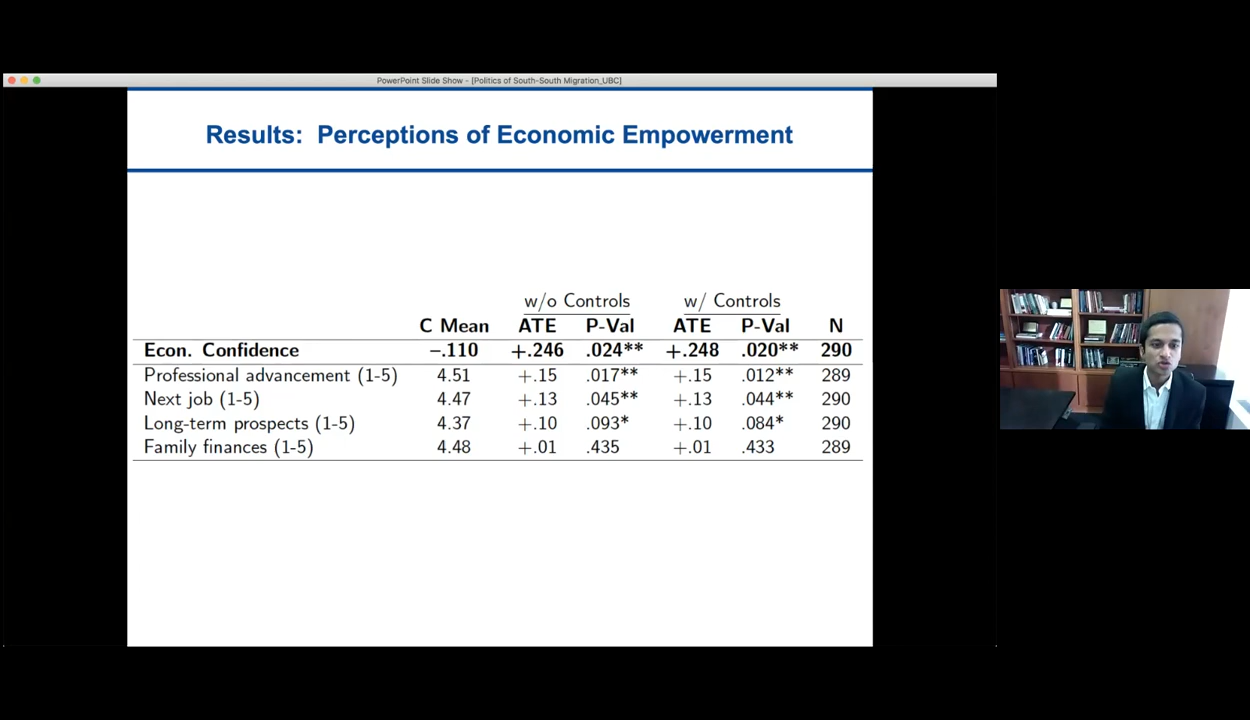 PowerPoint Slide Show - [Politics of South-South Migration_UBC]
Results: Perceptions of Economic Empowerment
w/o Controls w/ Controls
C Mean ATE P-Val ATE P-Val N
Econ. Confidence −.110 +.246 .024** +.248 .020** 290
Professional advancement (1-5) 4.51 +.15 .017** +.15 .012** 289
Next job (1-5) 4.47 +.13 .045** +.13 .044** 290
Long-term prospects (1-5) 4.37 +.10 .093* +.10 .084* 290
Family finances (1-5) 4.48 +.01 .435 +.01 .433 289